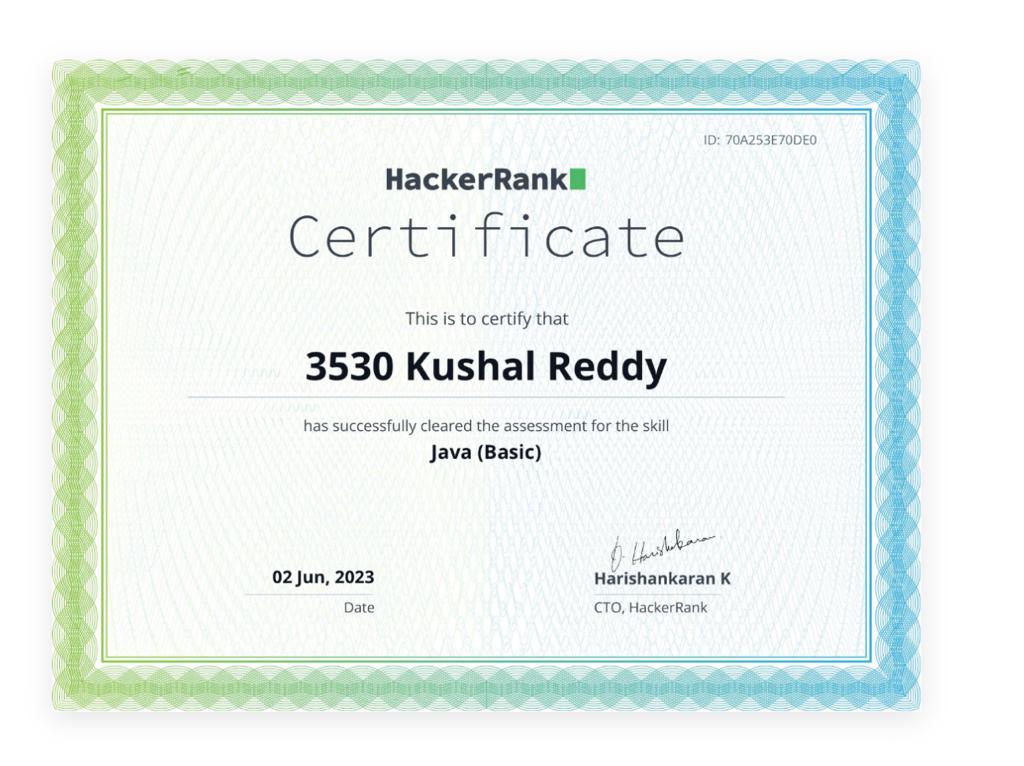 ID: 70A253E70DE0
HackerRank
Certificate
This is to certify that
3530 Kushal Reddy
has successfully cleared the assessment for the skill
Java (Basic)
02 Jun, 2023
Date
Harishankaran K
CTO, HackerRank